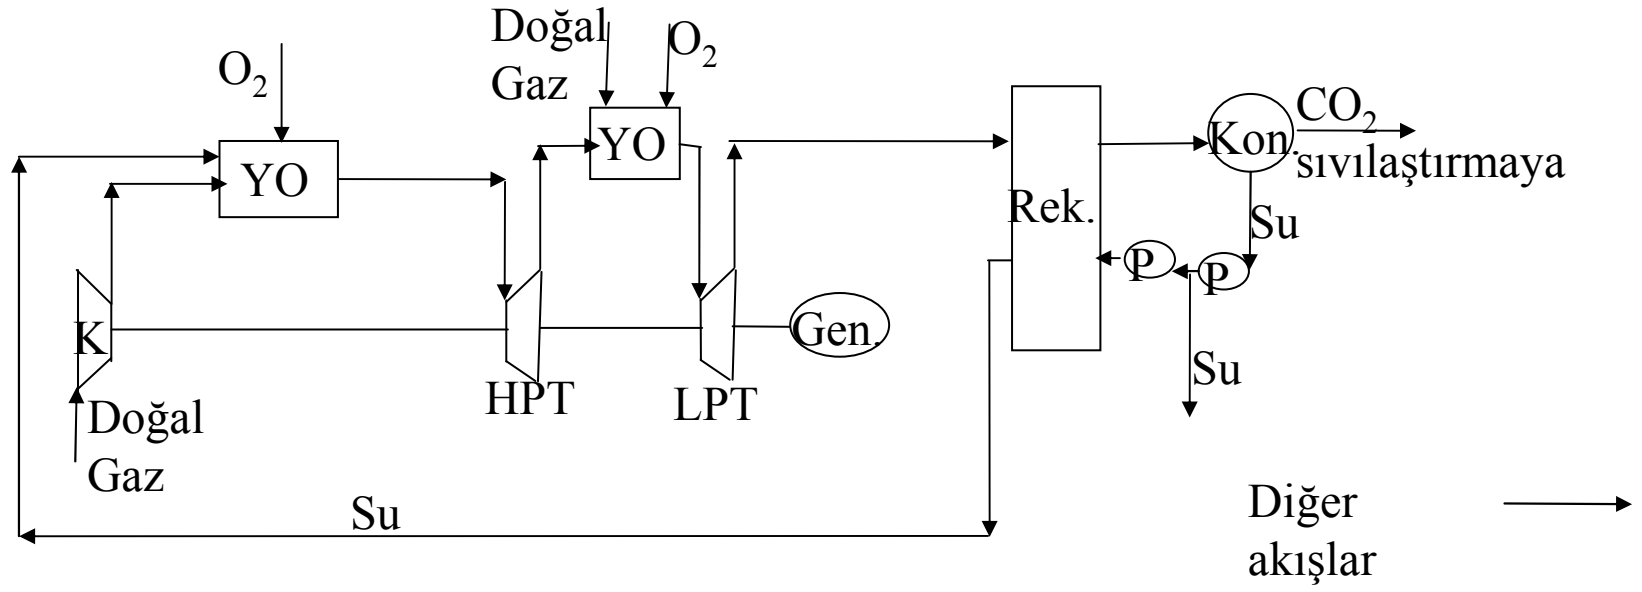 Doğal
Gaz
O2
O2
YO
YO
CO2
Kon.
sıvılaştırmaya
Rek.
Su
P
P
K
Gen.
Su
HPT
LPT
Doğal
Gaz
Su
Diğer
akışlar